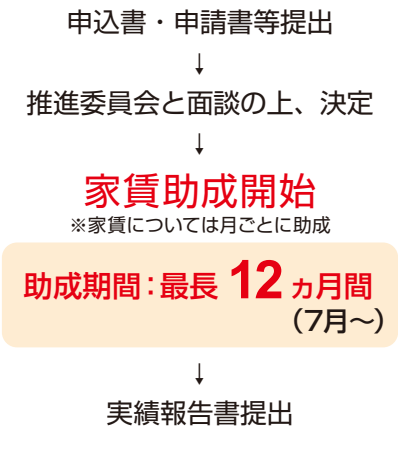 申込書・申請書等提出
↓
推進委員会と面談の上、決定
↓
家賃助成開始
※家賃については月ごとに助成
助成期間：最長 12 ヵ月間
（7月～）
↓
実績報告書提出